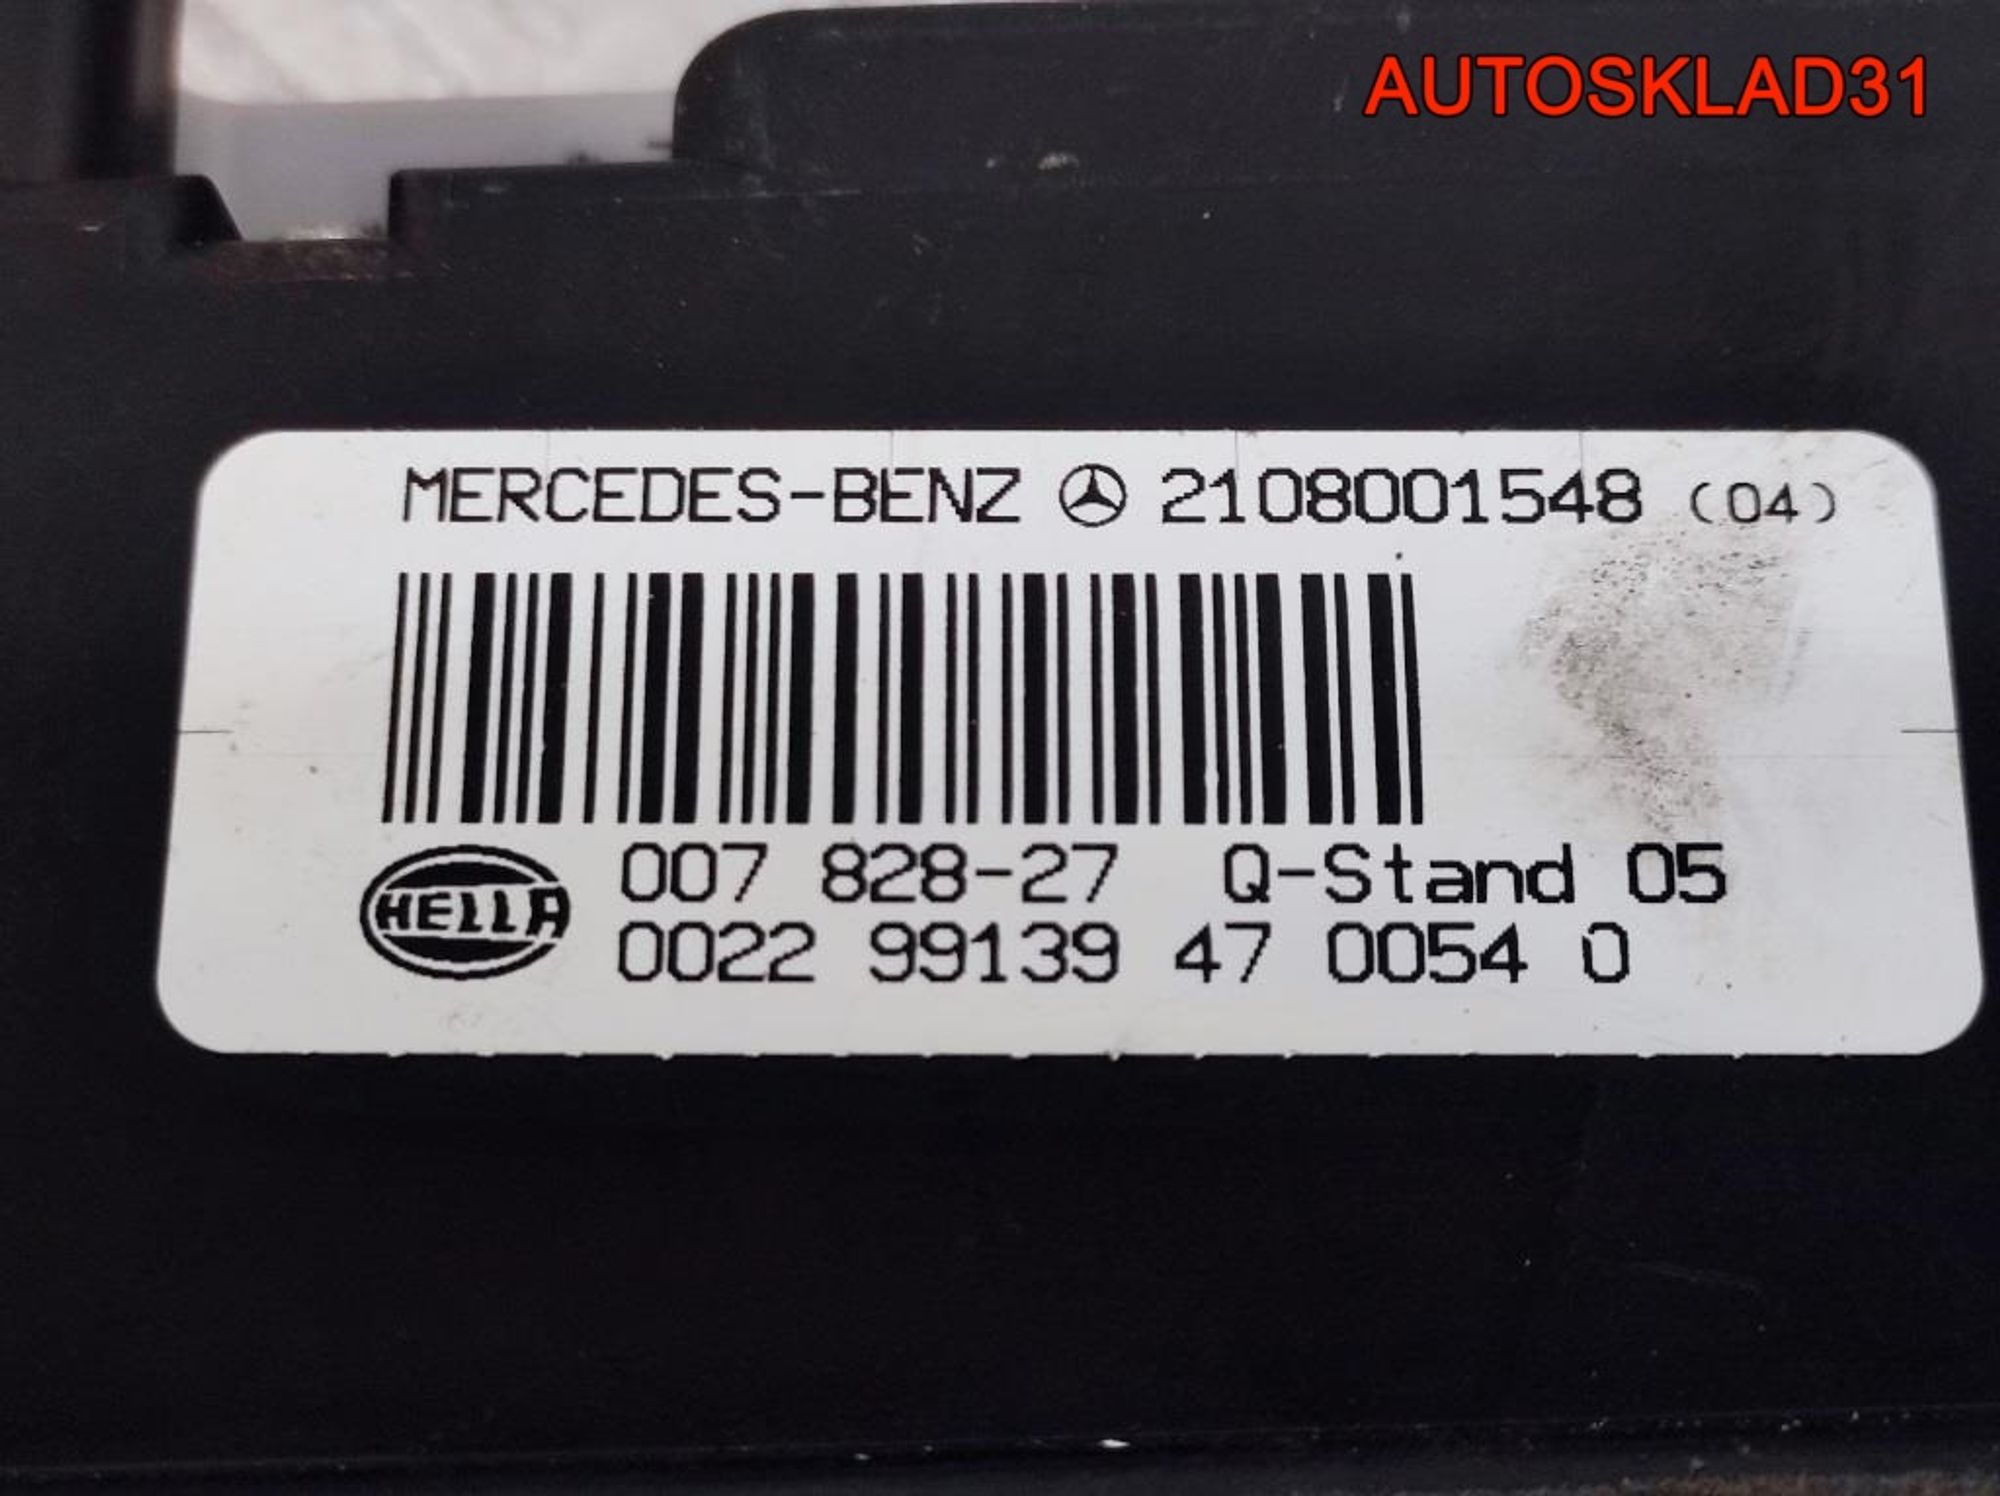 AUTOSKLAD31
MERCEDES-BENZ 2108001548 (04)
HELLA 007 828-27 Q-Stand 05
0022 99139 47 0054 0